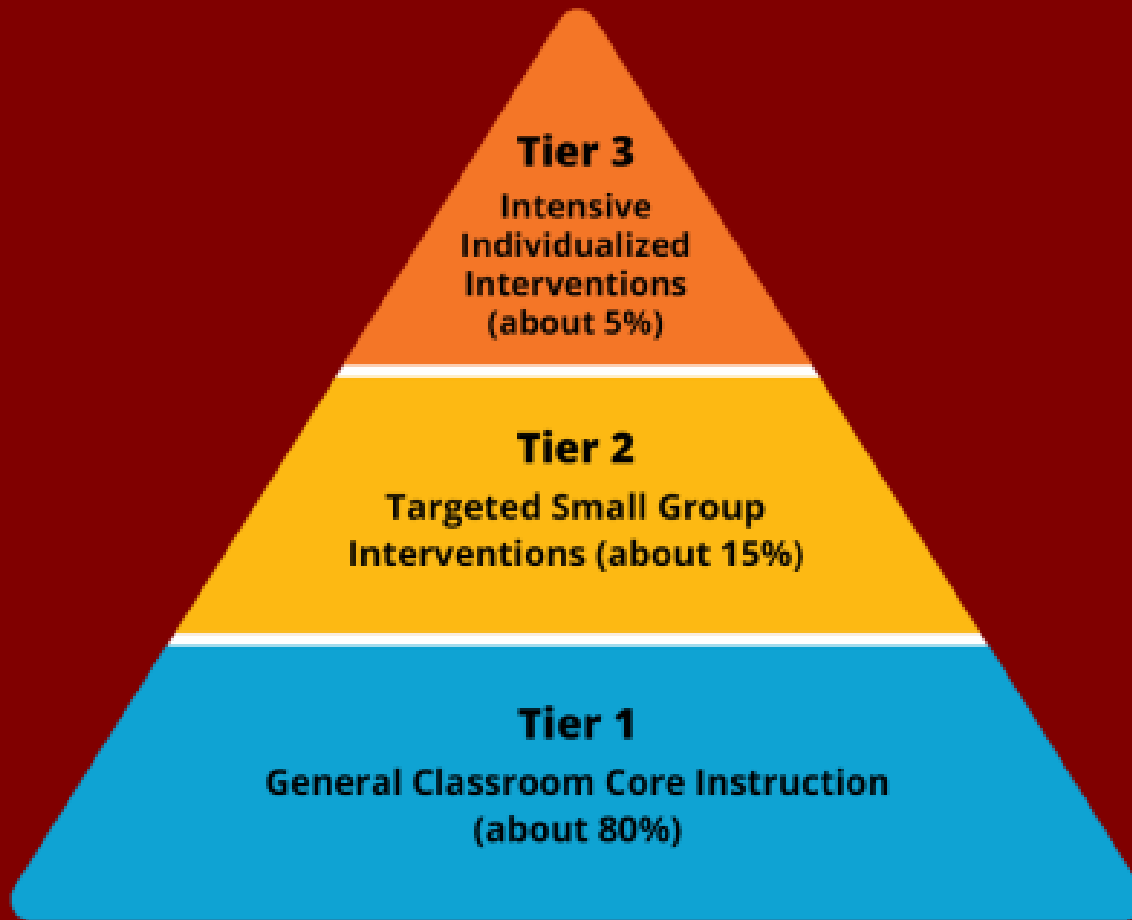 Tier 3
Intensive
Individualized
Interventions
(about 5%)
Tier 2
Targeted Small Group
Interventions (about 15%)
Tier 1
General Classroom Core Instruction
(about 80%)